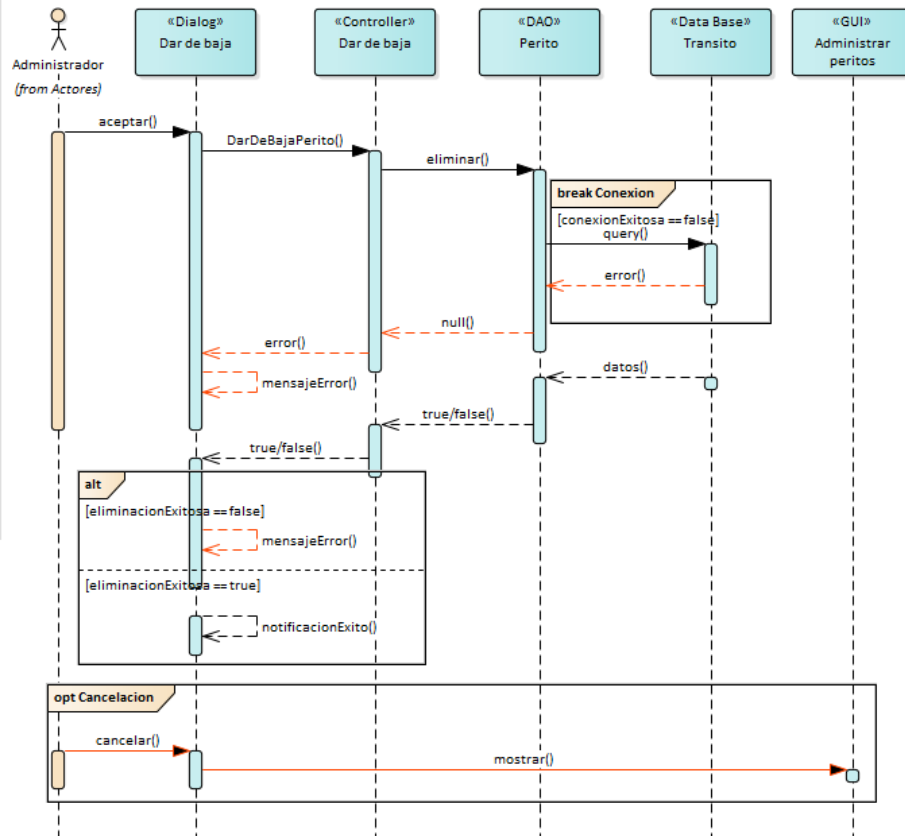 «Dialog»
Dar de baja
«Controller»
Dar de baja
«DAO»
Perito
«Data Base»
Transito
«GUI»
Administrar
peritos
Administrador
(from Actores)
aceptar()
DarDeBajaPerito()
eliminar()
break Conexion
[conexionExitosa ==false]
query()
error()
null()
error()
mensajeError()
datos()
true/false()
true/false()
alt
[eliminacionExitosa ==false]
mensajeError()
[eliminacionExitosa ==true]
notificacionExito()
opt Cancelacion
cancelar()
mostrar()